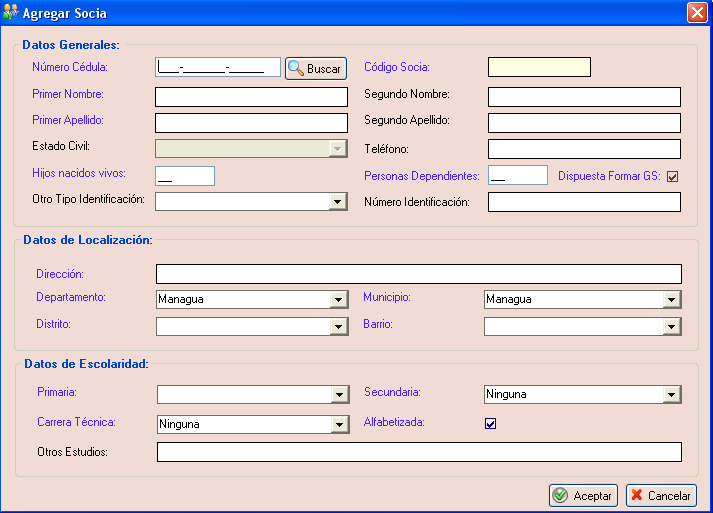 Agregar Socia
Datos Generales:
Número Cédula: ___-______-_____ Buscar Código Socia:
Primer Nombre: Segundo Nombre:
Primer Apellido: Segundo Apellido:
Estado Civil: Teléfono:
Hijos nacidos vivos: __ Personas Dependientes: __ Dispuesta Formar GS:
Otro Tipo Identificación: Número Identificación:
Datos de Localización:
Dirección:
Departamento: Managua Municipio: Managua
Distrito: Barrio:
Datos de Escolaridad:
Primaria: Secundaria: Ninguna
Carrera Técnica: Ninguna Alfabetizada:
Otros Estudios:
Aceptar Cancelar